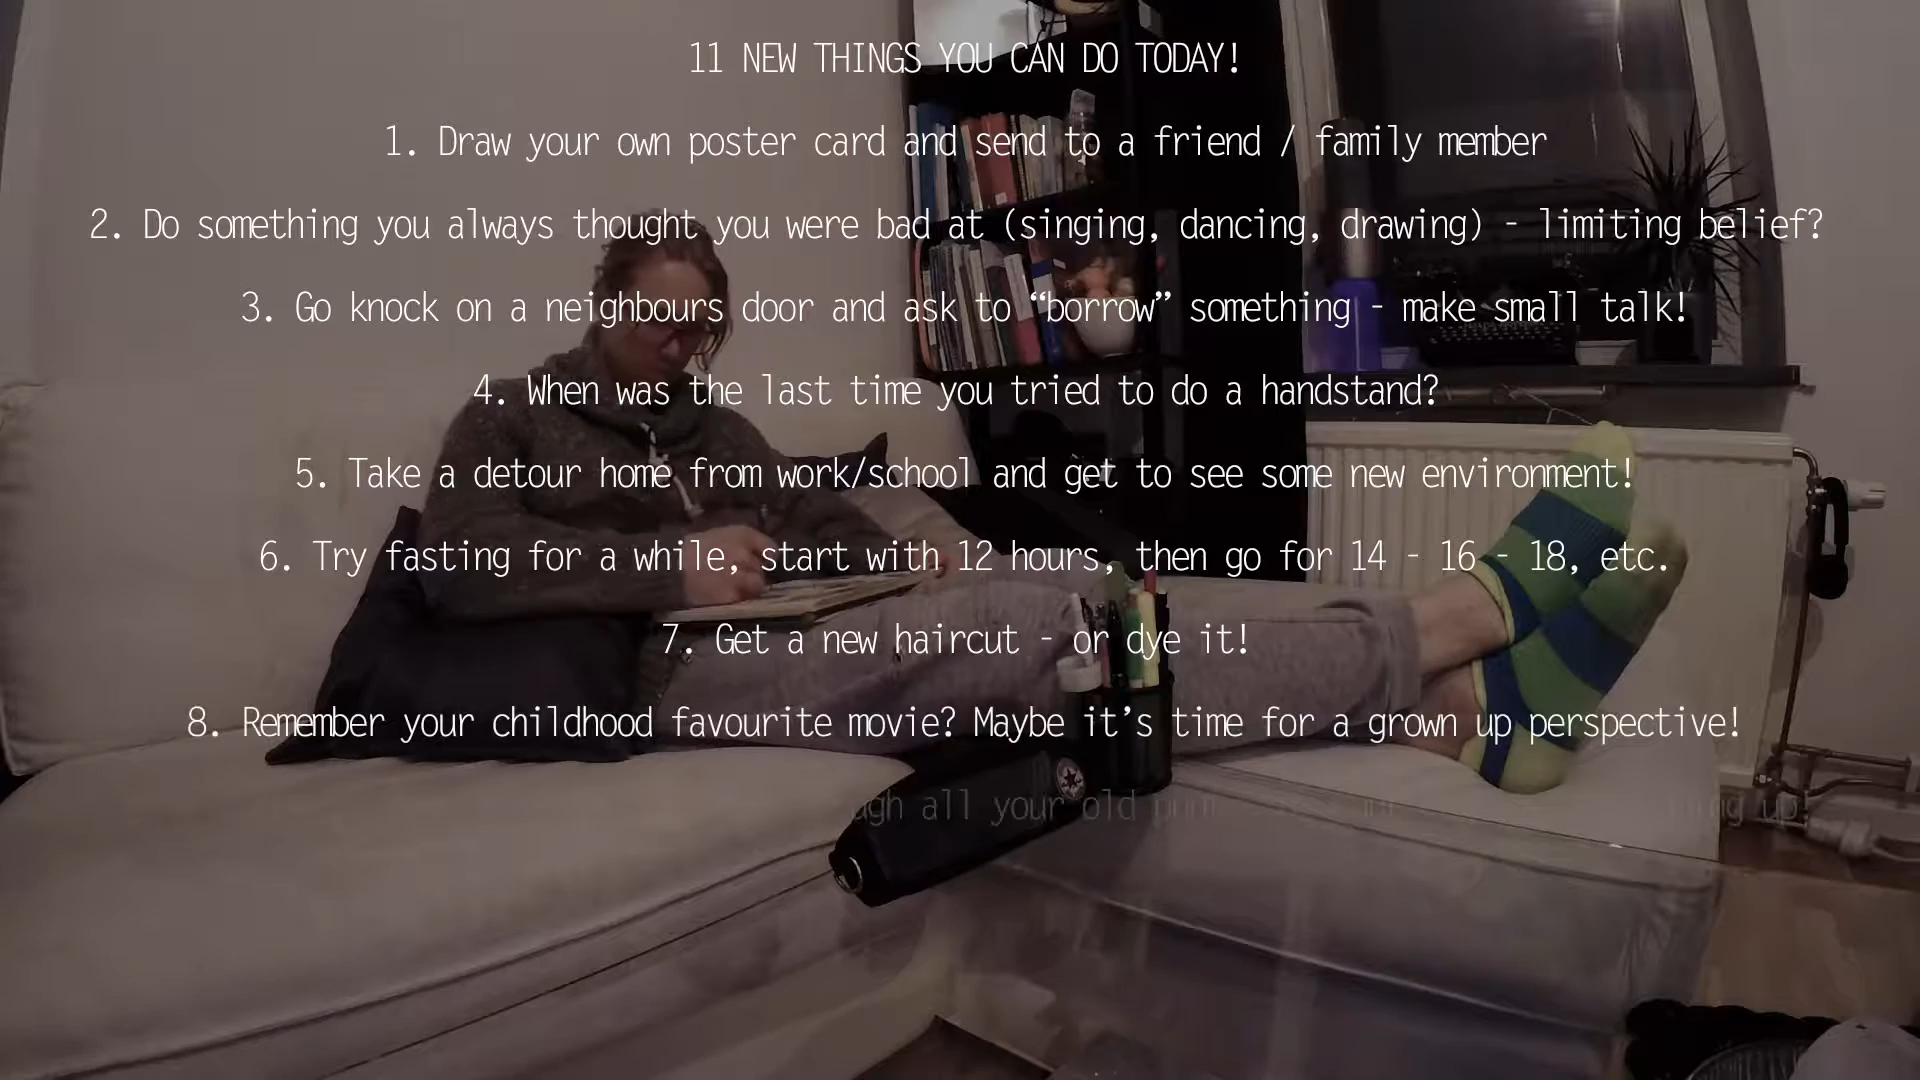 11 NEW THINGS YOU CAN DO TODAY!
1. Draw your own poster card and send to a friend / family member
2. Do something you always thought you were bad at (singing, dancing, drawing) - limiting belief?
3. Go knock on a neighbours door and ask to “borrow” something - make small talk!
4. When was the last time you tried to do a handstand?
5. Take a detour home from work/school and get to see some new environment!
6. Try fasting for a while, start with 12 hours, then go for 14 - 16 - 18, etc.
7. Get a new haircut - or dye it!
8. Remember your childhood favourite movie? Maybe it’s time for a grown up perspective!
all your old up!